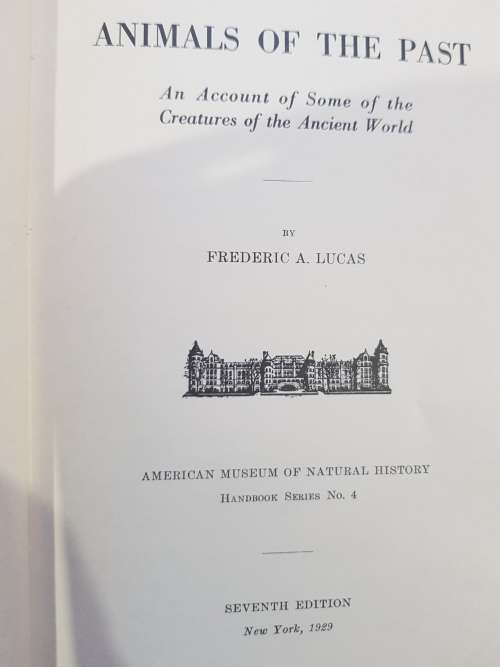 ANIMALS OF THE PAST
An Account of Some of the
Creatures of the Ancient World
BY
FREDERIC A. LUCAS
AMERICAN MUSEUM OF NATURAL HISTORY
HANDBOOK SERIES NO. 4
SEVENTH EDITION
New York, 1929